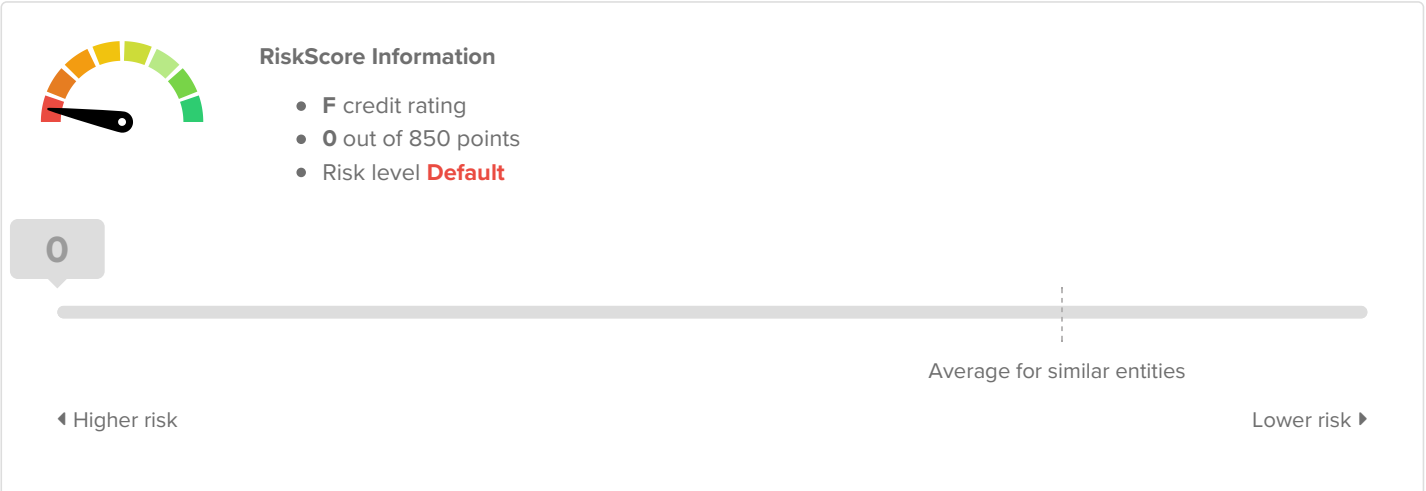 RiskScore Information
F credit rating
0 out of 850 points
Risk level Default
0
Average for similar entities
Higher risk
Lower risk